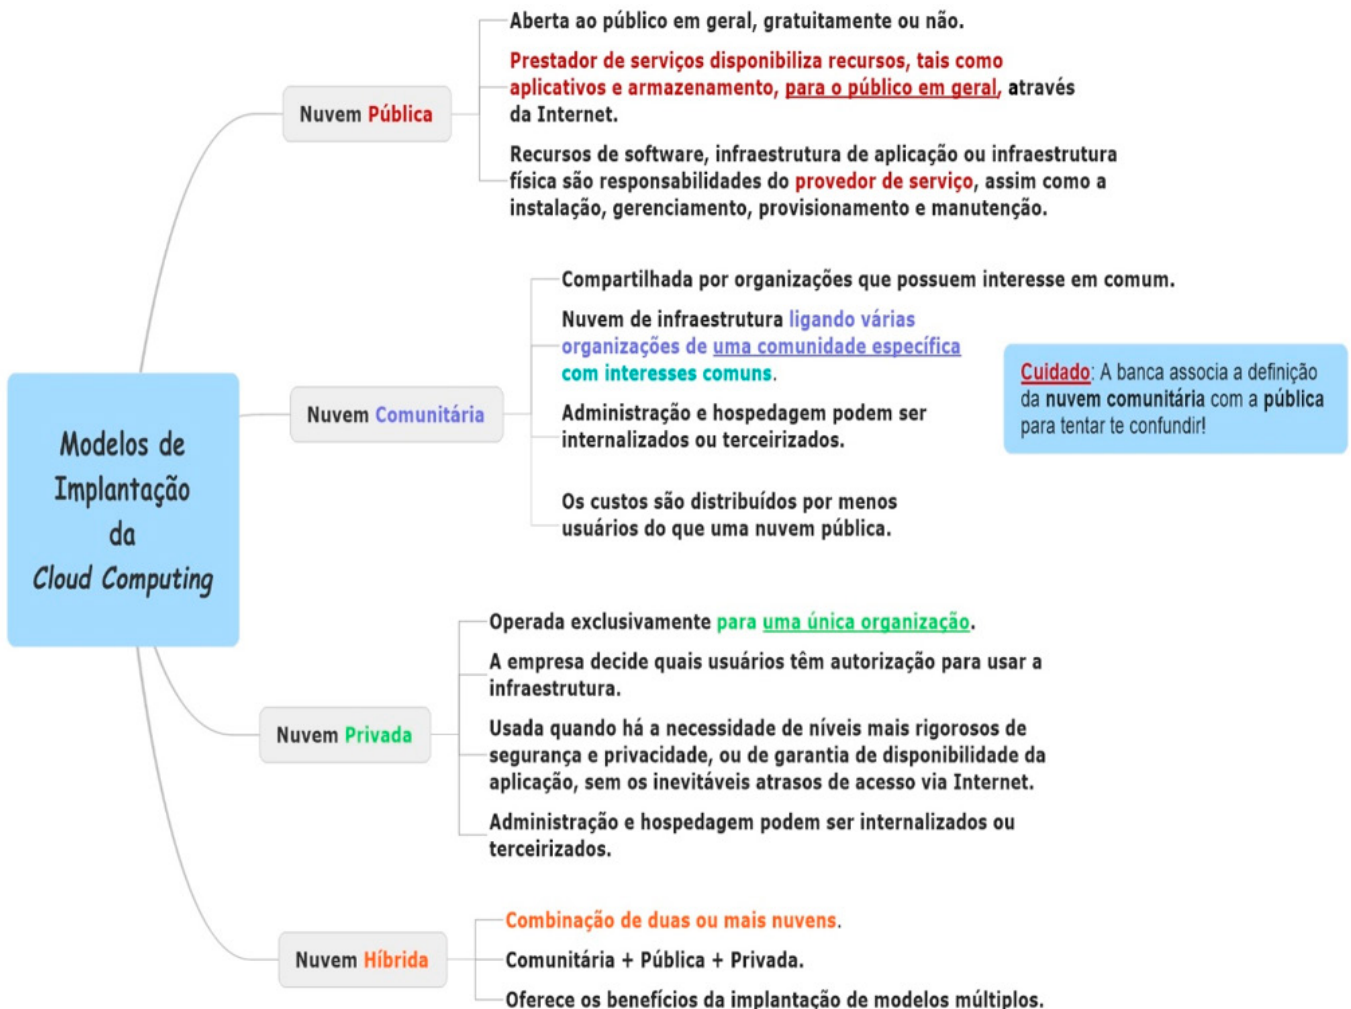 Aberta ao público em geral, gratuitamente ou não.
Prestador de serviços disponibiliza recursos, tais como
aplicativos e armazenamento, para o público em geral, através
da Internet.
Nuvem Pública
Recursos de software, infraestrutura de aplicação ou infraestrutura
física são responsabilidades do provedor de serviço, assim como a
instalação, gerenciamento, provisionamento e manutenção.
Compartilhada por organizações que possuem interesse em comum.
Nuvem de infraestrutura ligando várias
organizações de uma comunidade específica
com interesses comuns.
Nuvem Comunitária
Administração e hospedagem podem ser
internalizados ou terceirizados.
Os custos são distribuídos por menos
usuários do que uma nuvem pública.
Cuidado: A banca associa a definição
da nuvem comunitária com a pública
para tentar te confundir!
Modelos de
Implantação
da
Cloud Computing
Operada exclusivamente para uma única organização.
A empresa decide quais usuários têm autorização para usar a
infraestrutura.
Nuvem Privada
Usada quando há a necessidade de níveis mais rigorosos de
segurança e privacidade, ou de garantia de disponibilidade da
aplicação, sem os inevitáveis atrasos de acesso via Internet.
Administração e hospedagem podem ser internalizados ou
terceirizados.
Nuvem Híbrida
Combinação de duas ou mais nuvens.
Comunitária + Pública + Privada.
Oferece os benefícios da implantação de modelos múltiplos.